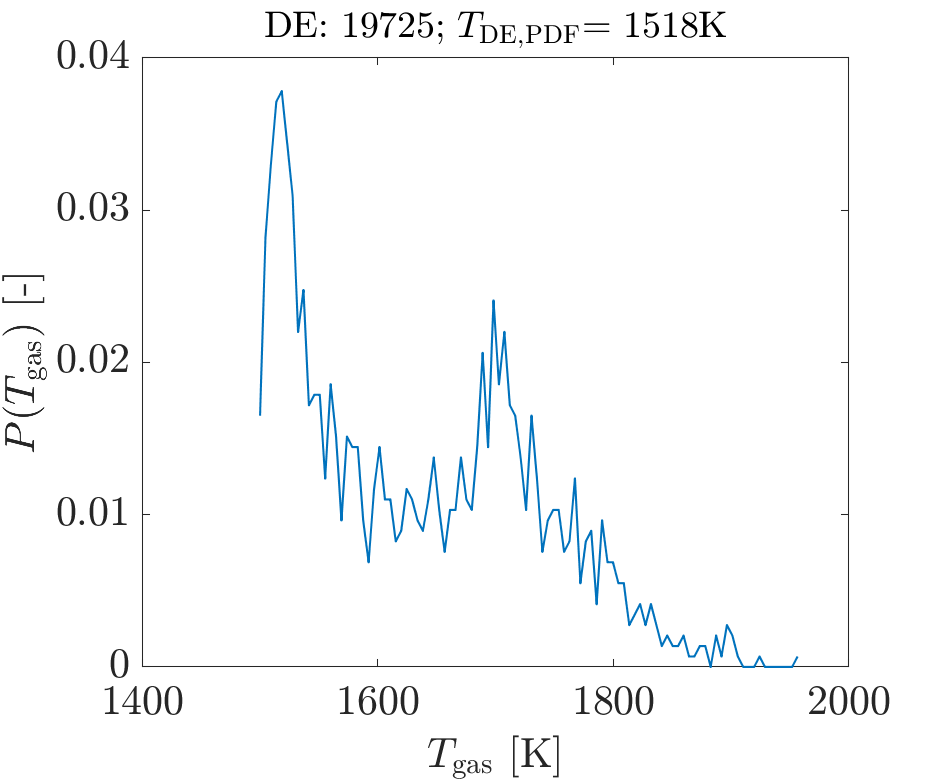 DE: 19725; T_DE,PDF= 1518K
0.04
0.03
0.02
0.01
0
P(T_gas) [-]
1400 1600 1800 2000
T_gas [K]